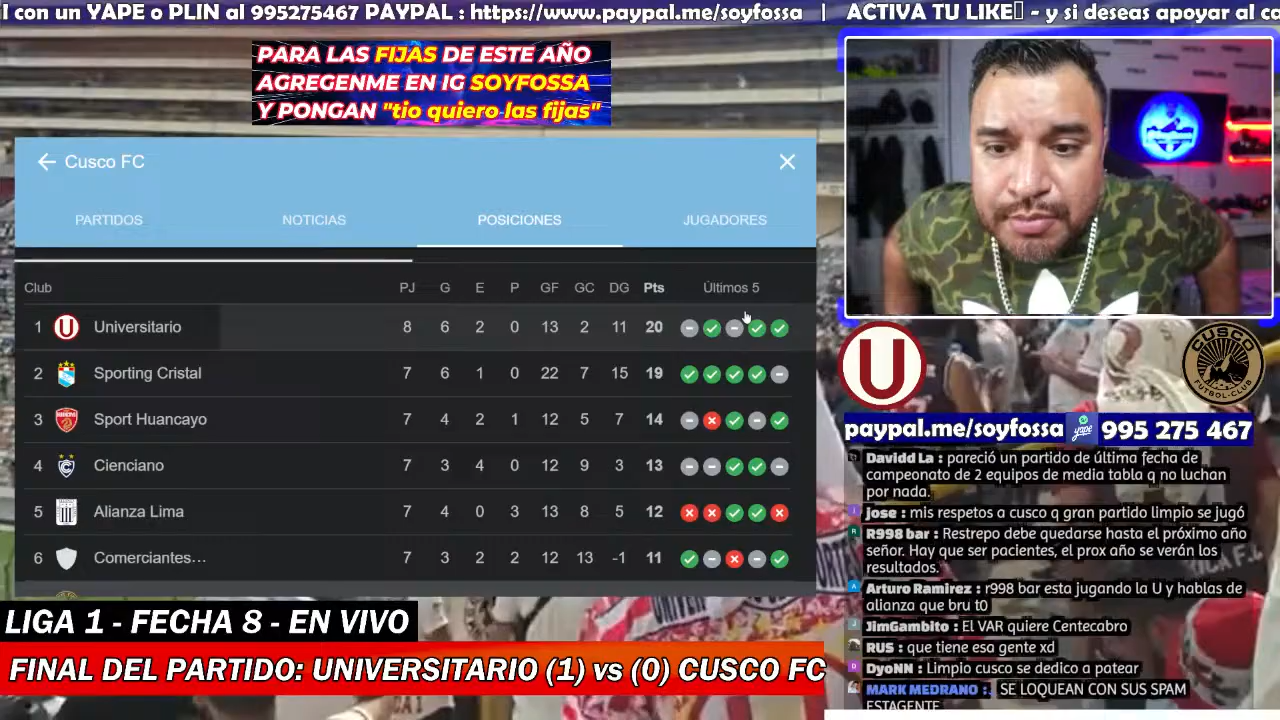 l con un YAPE o PLIN al 995275467 PAYPAL : https://www.paypal.me/soyfossa | ACTIVA TU LIKE - y si deseas apoyar al ca
PARA LAS FIJAS DE ESTE AÑO
AGREGENME EN IG SOYFOSSA
Y PONGAN "tio quiero las fijas"
Cusco FC
PARTIDOS NOTICIAS POSICIONES JUGADORES
Club PJ G E P GF GC DG Pts Últimos 5
1 Universitario 8 6 2 0 13 2 11 20
2 Sporting Cristal 7 6 1 0 22 7 15 19
3 Sport Huancayo 7 4 2 1 12 5 7 14
4 Cienciano 7 3 4 0 12 9 3 13
5 Alianza Lima 7 4 0 3 13 8 5 12
6 Comerciantes... 7 3 2 2 12 13 -1 11
LIGA 1 - FECHA 8 - EN VIVO
FINAL DEL PARTIDO: UNIVERSITARIO (1) vs (0) CUSCO FC
U
CUSCO
FUTBOL-CLUB
paypal.me/soyfossa yape 995 275 467
Davidd La : pareció un partido de última fecha de
campeonato de 2 equipos de media tabla q no luchan
por nada.
jose : mis respetos a cusco q gran partido limpio se jugó
R998 bar : Restrepo debe quedarse hasta el próximo año
señor. Hay que ser pacientes, el prox año se verán los
resultados.
Arturo Ramirez : r998 bar esta jugando la U y hablas de
alianza que bru t0
JimGambito : El VAR quiere Centecabro
RUS : que tiene esa gente xd
DyoNN : Limpio cusco se dedico a patear
MARK MEDRANO :. SE LOQUEAN CON SUS SPAM
ESTAGENTE